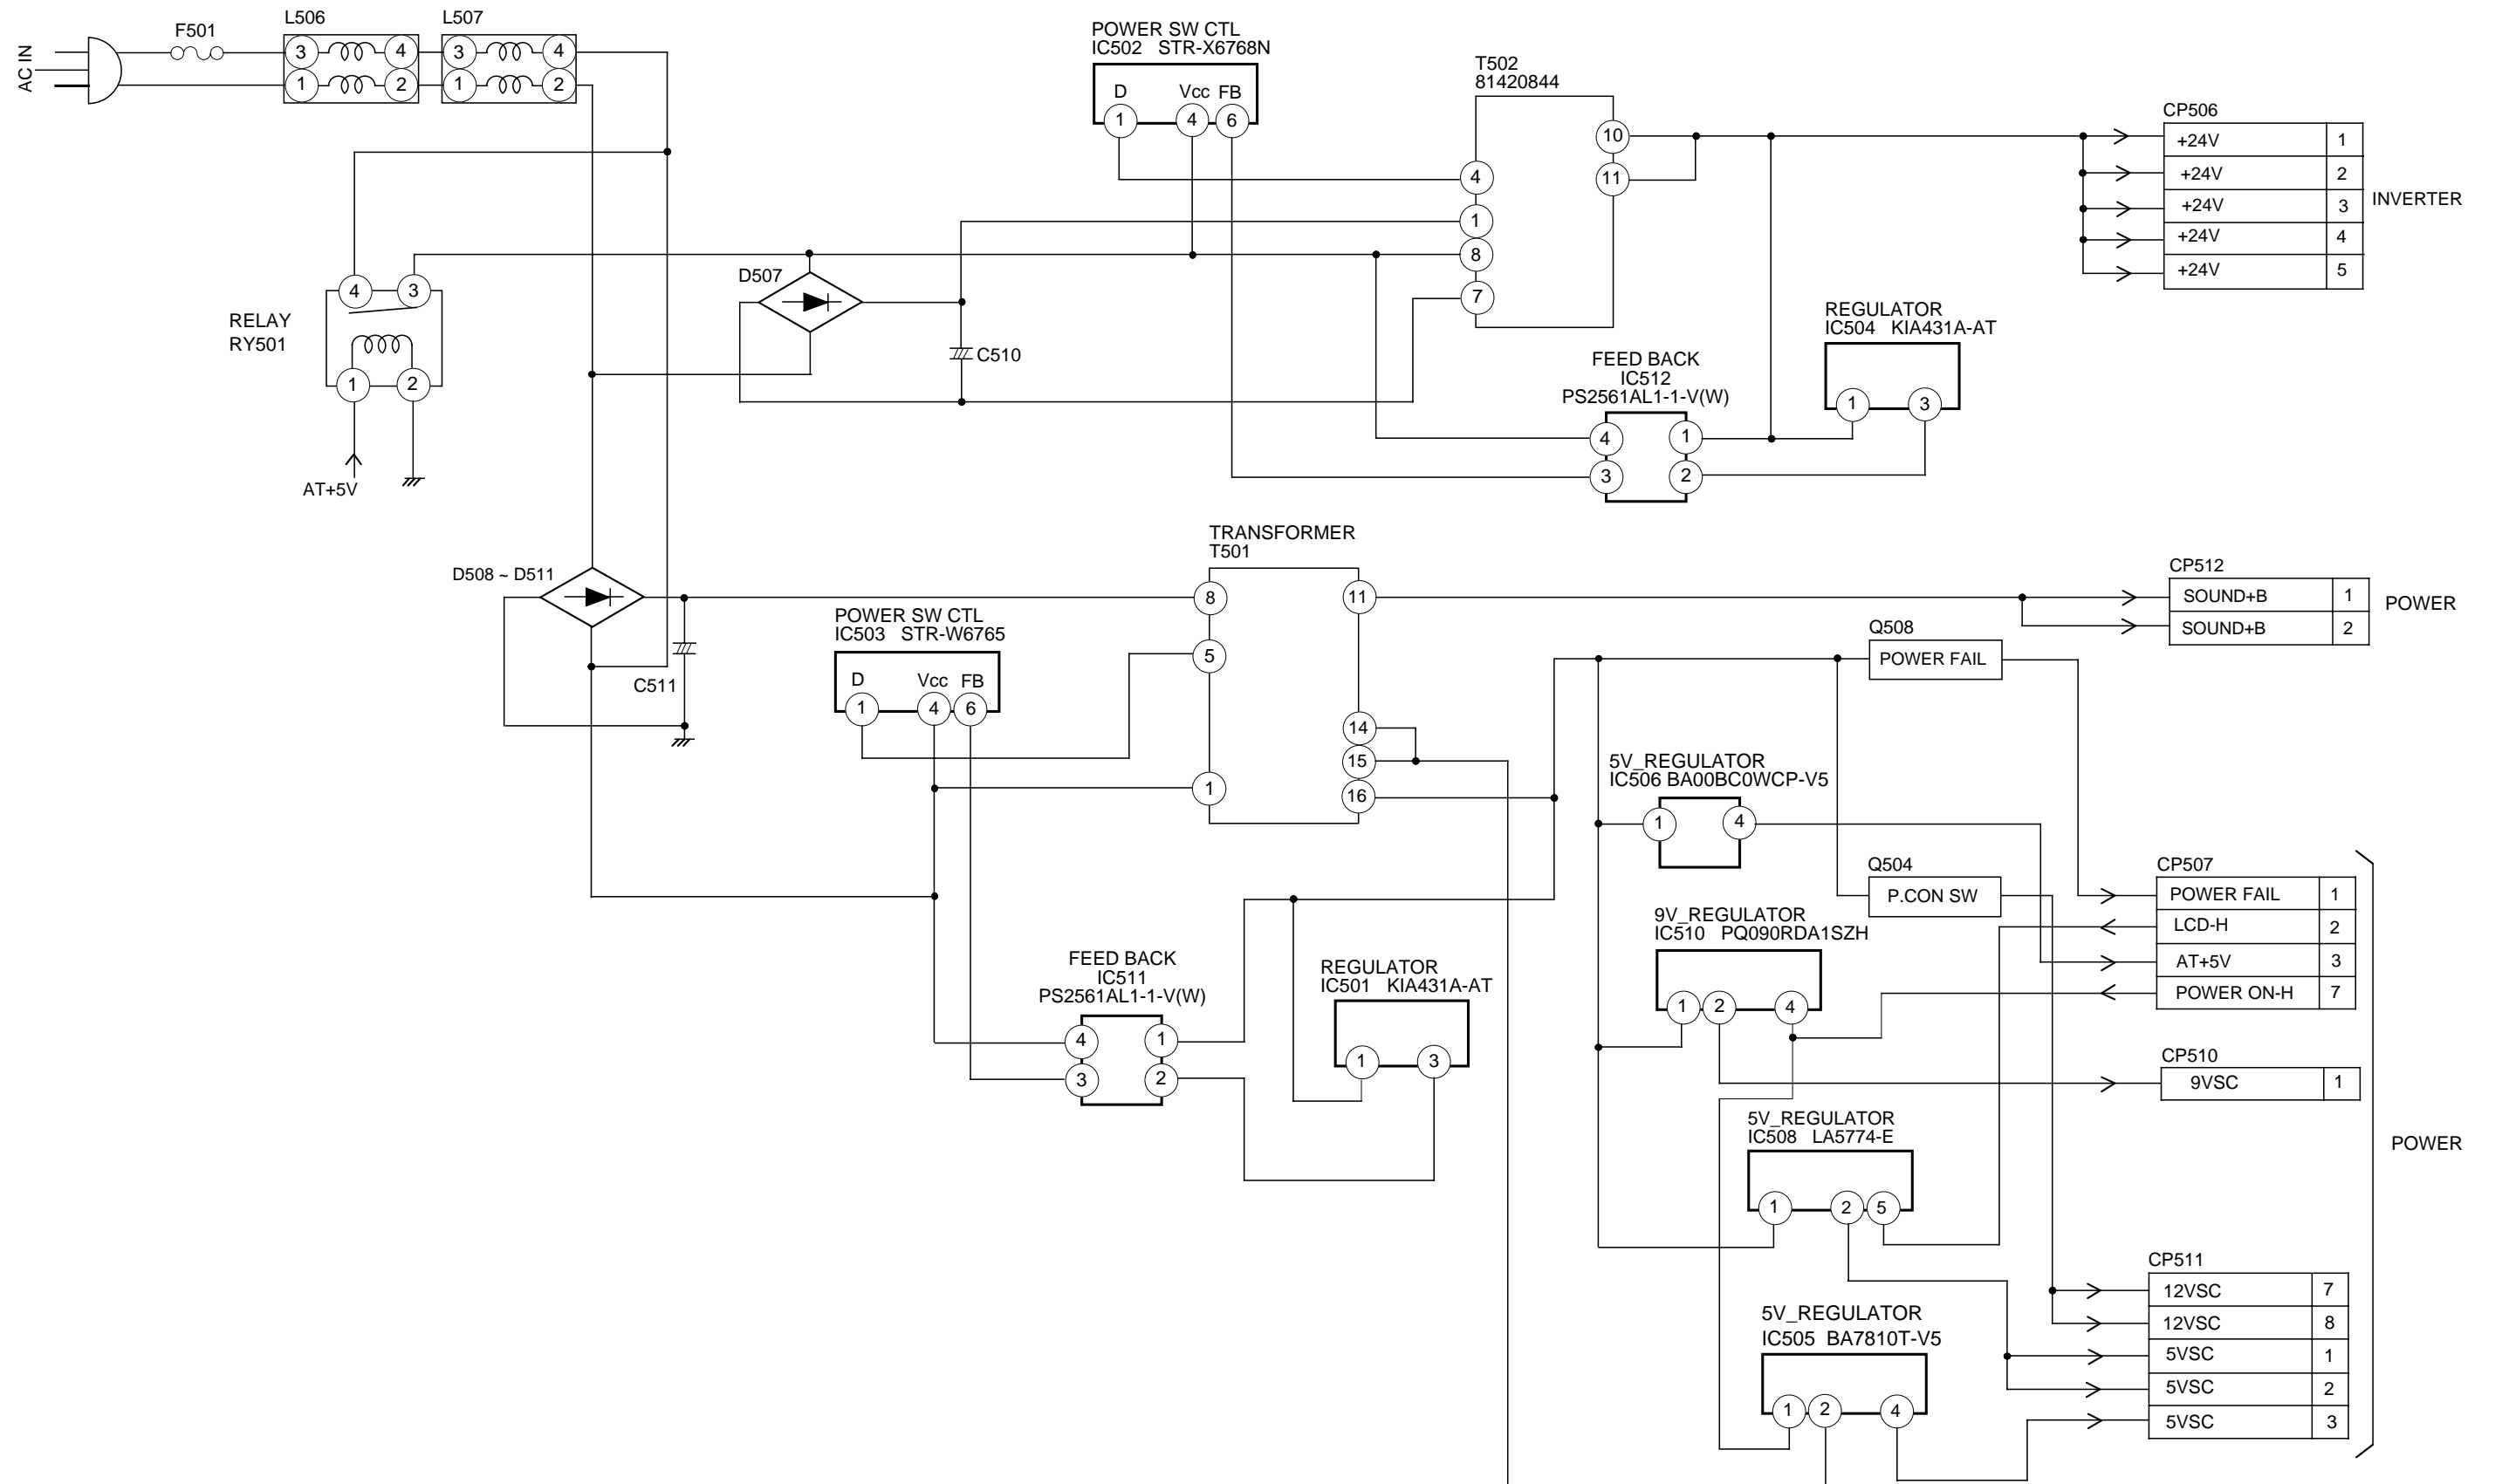 AC IN
F501
L506
3 4
1 2
L507
3 4
1 2
POWER SW CTL
IC502 STR-X6768N
D Vcc FB
1 4 6
T502
81420844
4
1
8
7
10
11
CP506
+24V 1
+24V 2
+24V 3
+24V 4
+24V 5
INVERTER
RELAY
RY501
4 3
1 2
AT+5V
D507
C510
REGULATOR
IC504 KIA431A-AT
1 3
FEED BACK
IC512
PS2561AL1-1-V(W)
4 1
3 2
D508 ~ D511
C511
TRANSFORMER
T501
8
5
1
11
14
15
16
POWER SW CTL
IC503 STR-W6765
D Vcc FB
1 4 6
CP512
SOUND+B 1
SOUND+B 2
POWER
Q508
POWER FAIL
5V_REGULATOR
IC506 BA00BC0WCP-V5
1 4
Q504
P.CON SW
CP507
POWER FAIL 1
LCD-H 2
AT+5V 3
POWER ON-H 7
9V_REGULATOR
IC510 PQ090RDA1SZH
1 2 4
FEED BACK
IC511
PS2561AL1-1-V(W)
4 1
3 2
REGULATOR
IC501 KIA431A-AT
1 3
CP510
9VSC 1
POWER
5V_REGULATOR
IC508 LA5774-E
1 2 5
5V_REGULATOR
IC505 BA7810T-V5
1 2 4
CP511
12VSC 7
12VSC 8
5VSC 1
5VSC 2
5VSC 3